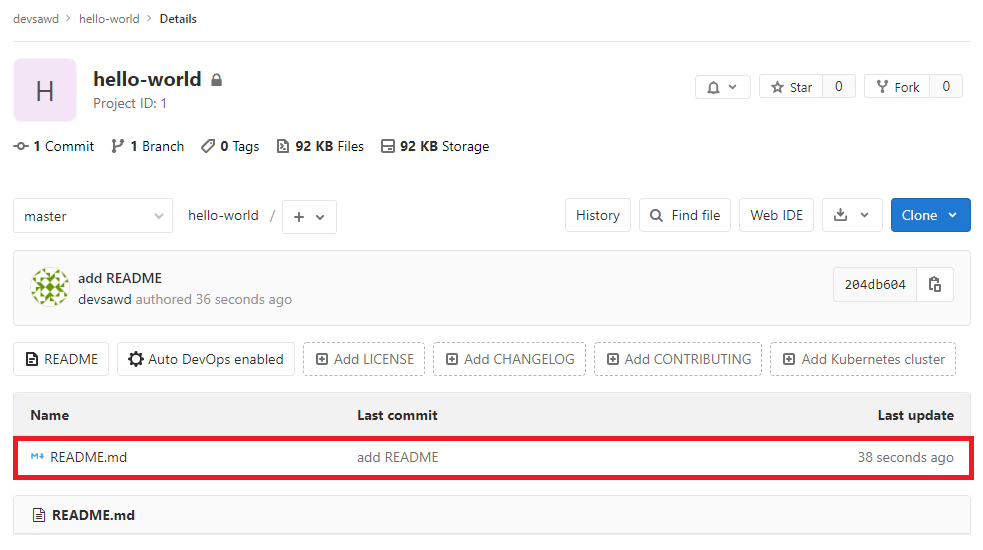 devsawd > hello-world > Details
H
hello-world
Project ID: 1
1 Commit 1 Branch 0 Tags 92 KB Files 92 KB Storage
master hello-world / + History Find file Web IDE Clone
Star 0 Fork 0
add README
devsawd authored 36 seconds ago
204db604
README Auto DevOps enabled Add LICENSE Add CHANGELOG Add CONTRIBUTING Add Kubernetes cluster
Name Last commit Last update
README.md add README 38 seconds ago
README.md